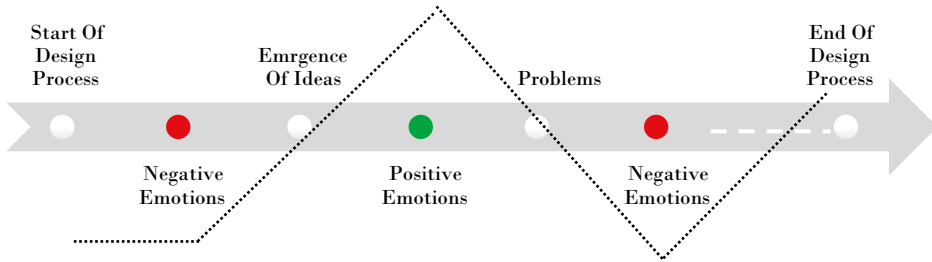 Start Of
Design
Process
Emrgence
Of Ideas
Problems
End Of
Design
Process
Negative
Emotions
Positive
Emotions
Negative
Emotions